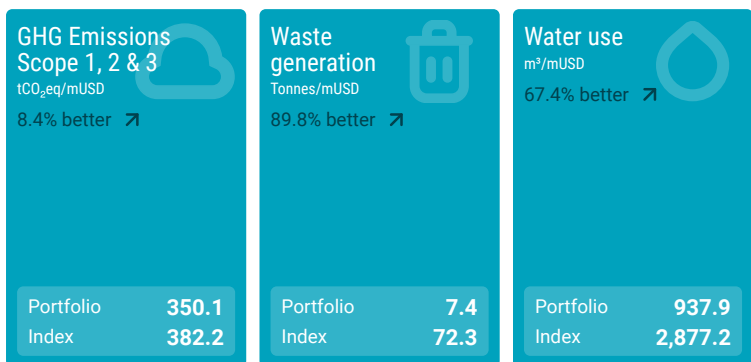 GHG Emissions
Scope 1, 2 & 3
tCO₂eq/mUSD
8.4% better
Portfolio 350.1
Index 382.2
Waste
generation
Tonnes/mUSD
89.8% better
Portfolio 7.4
Index 72.3
Water use
m³/mUSD
67.4% better
Portfolio 937.9
Index 2,877.2